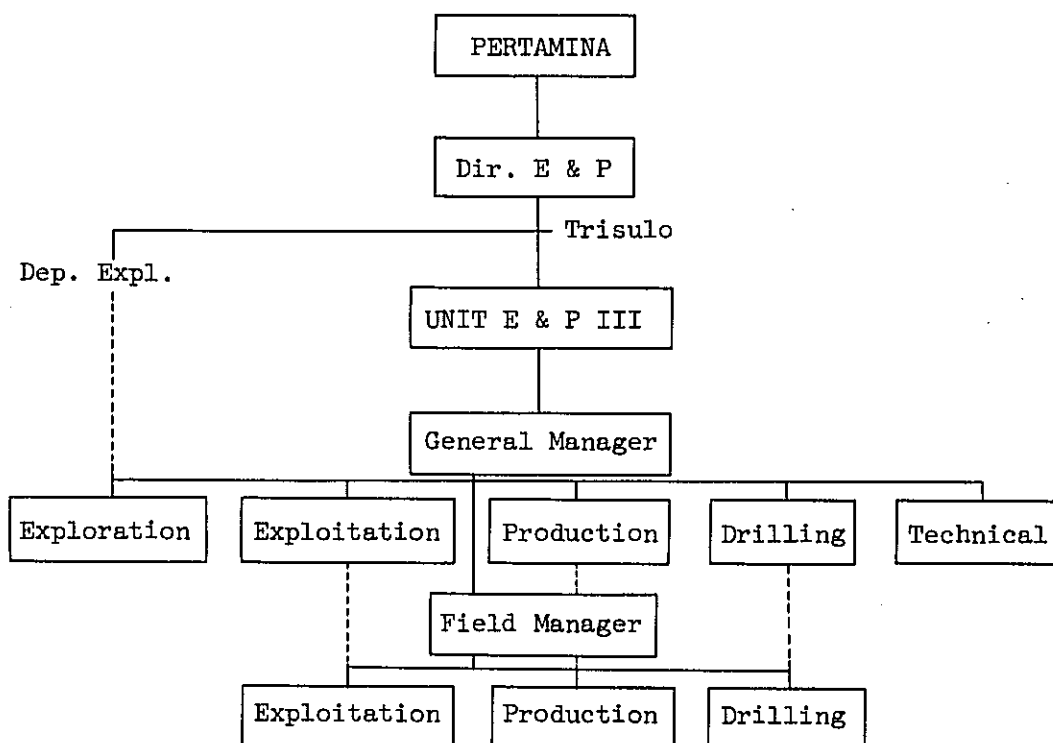 PERTAMINA
Dir. E & P
Trisulo
Dep. Expl.
UNIT E & P III
General Manager
Exploration Exploitation Production Drilling Technical
Field Manager
Exploitation Production Drilling